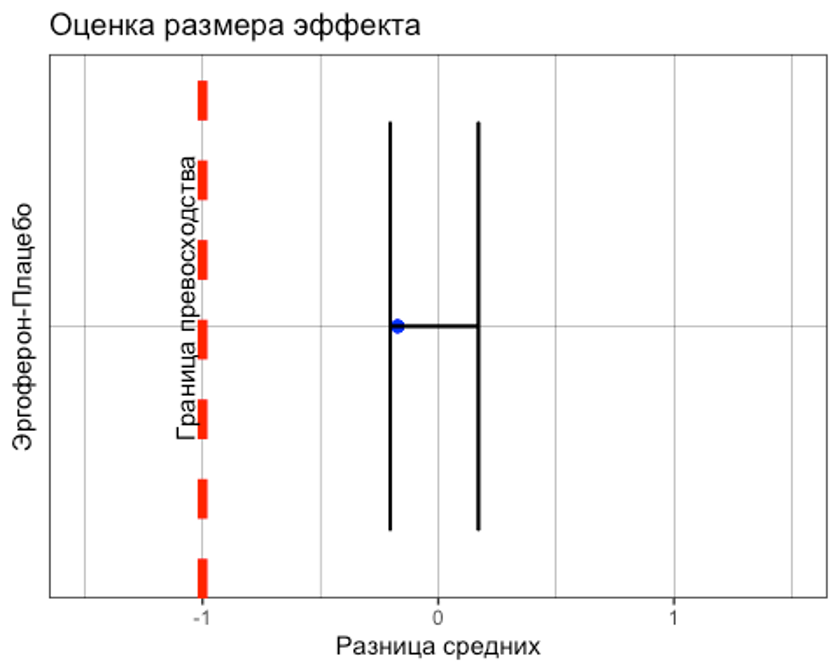 Оценка размера эффекта
Эргоферон-Плацебо
Граница превосходства
-1
0
1
Разница средних